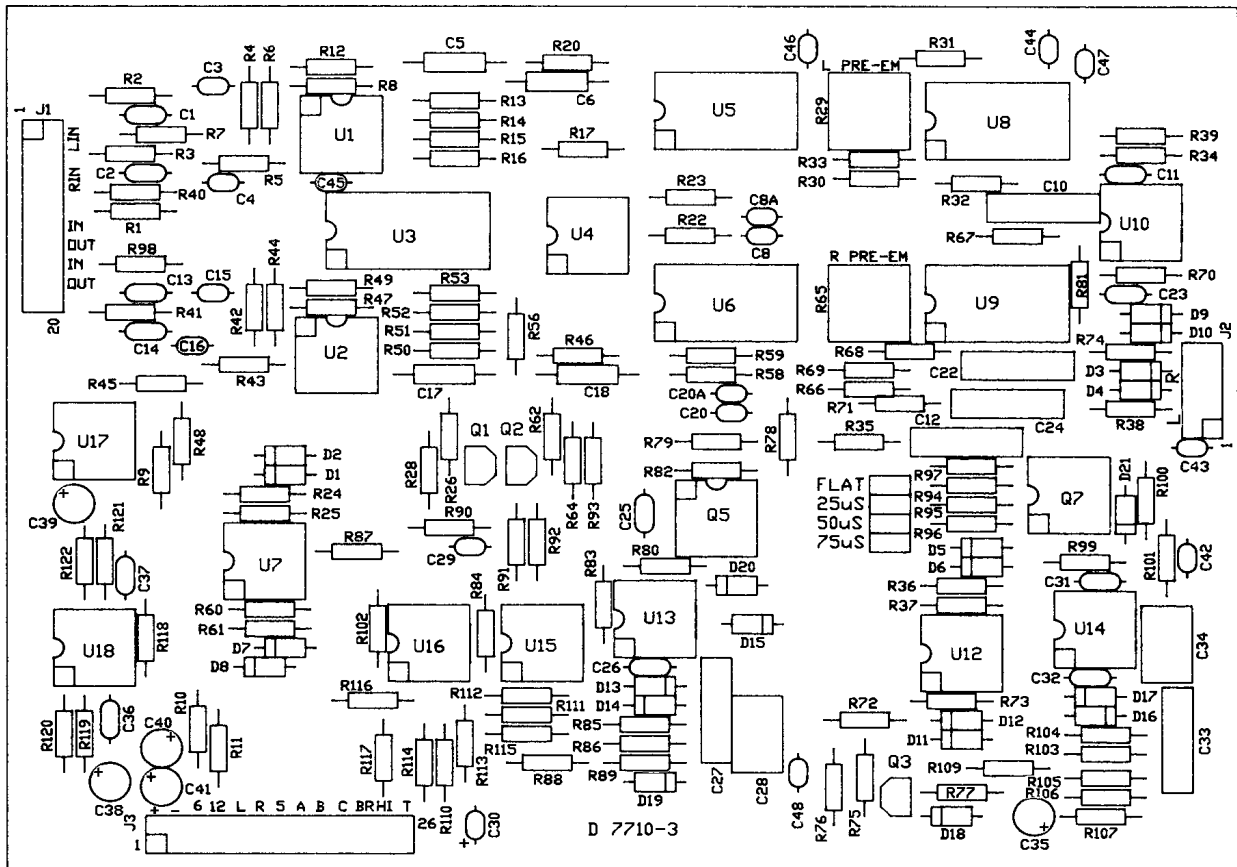 C46
C44
R31
C47
R4
R6
R12
C5
R20
L PRE-EM
C3
R2
R8
C6
1
J1
C1
R13
U5
R29
U8
R14
U1
R7
R15
R17
R39
LIN
R3
R16
R33
R34
C2
R5
C45
R30
C11
RIN
C4
R23
C10
R40
R32
R1
C8A
U3
U4
R22
U10
IN
OUT
R98
R44
C8
R67
IN
OUT
R49
R53
R PRE-EM
R81
R70
C13
C15
R47
R52
U6
R65
U9
C23
R41
R42
R51
R56
D9
20
C14
C16
U2
R50
R46
R59
R68
R74
D10
J2
R45
R43
C17
C18
R58
R69
C22
D3
R
C20A
R66
D4
C20
R71
C24
R38
L
1
U17
R48
R9
D2
D1
R28
R26
Q1
Q2
R62
R79
R78
R35
C12
C43
R24
R64
R93
R82
R97
D21
R100
C39
R121
R25
C25
Q5
FLAT
R94
Q7
R90
25uS
R95
50uS
R96
R122
C37
U7
R87
C29
R91
R92
R83
R80
75uS
D5
R99
R101
C42
R84
D20
D6
C31
R60
R102
R36
U18
R118
R61
U16
U15
U13
D15
R37
U14
C34
D7
U12
D8
C26
C32
R10
R116
R112
D13
D17
R120
R119
C36
C40
R11
R111
D14
R72
R73
D16
R117
R114
R110
R113
R115
R85
D12
R104
C33
R86
D11
R103
C38
C41
R88
R89
C27
C28
C48
R76
R75
Q3
R109
R105
D19
R77
R106
+ - 6 12 L R 5 A B C BR HI T
J3
1
26
C30
D 7710-3
D18
C35
R107